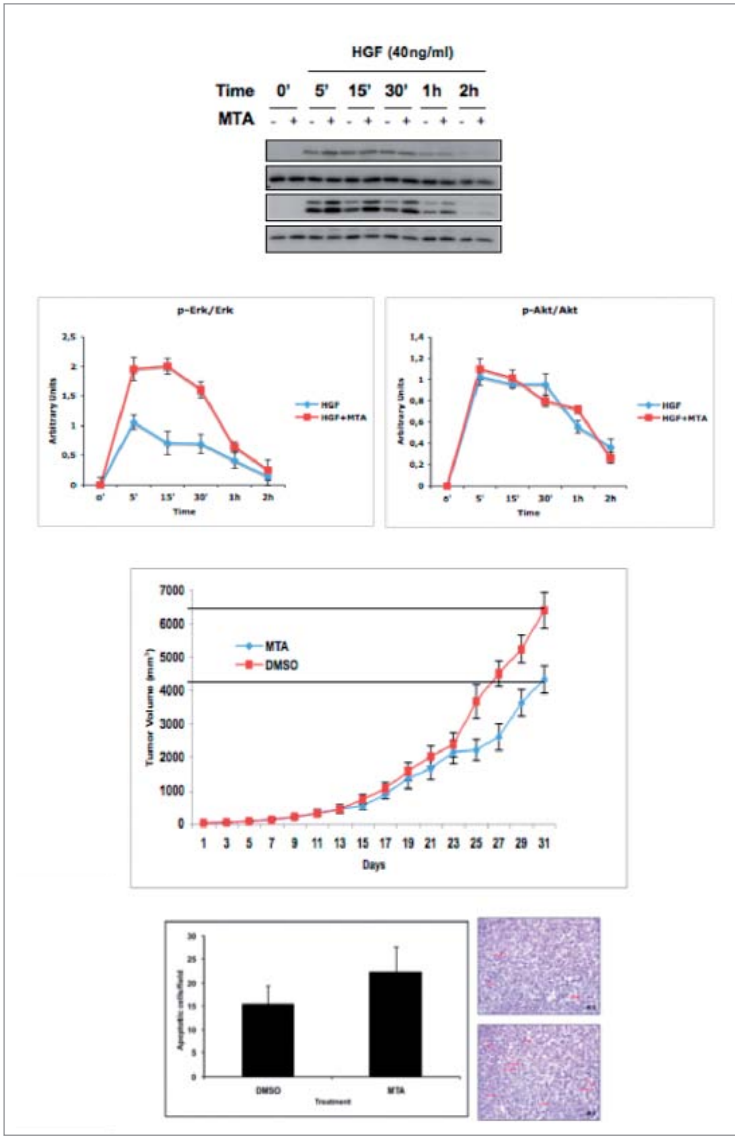 HGF (40ng/ml)
Time 0' 5' 15' 30' 1h 2h
MTA - + - + - + - + - + - +
p-Erk/Erk
2,5
2
1,5
1
0,5
0
Arbitrary Units
HGF
HGF+MTA
0' 5' 15' 30' 1h 2h
Time
p-Akt/Akt
1,4
1,2
1
0,8
0,6
0,4
0,2
0
Arbitrary Units
HGF
HGF+MTA
0' 5' 15' 30' 1h 2h
Time
7000
6000
5000
4000
3000
2000
1000
0
Tumor Volume (mm³)
MTA
DMSO
1 3 5 7 9 11 13 15 17 19 21 23 25 27 29 31
Days
30
25
20
15
10
5
0
Apoptotic cells/field
DMSO MTA
Treatment